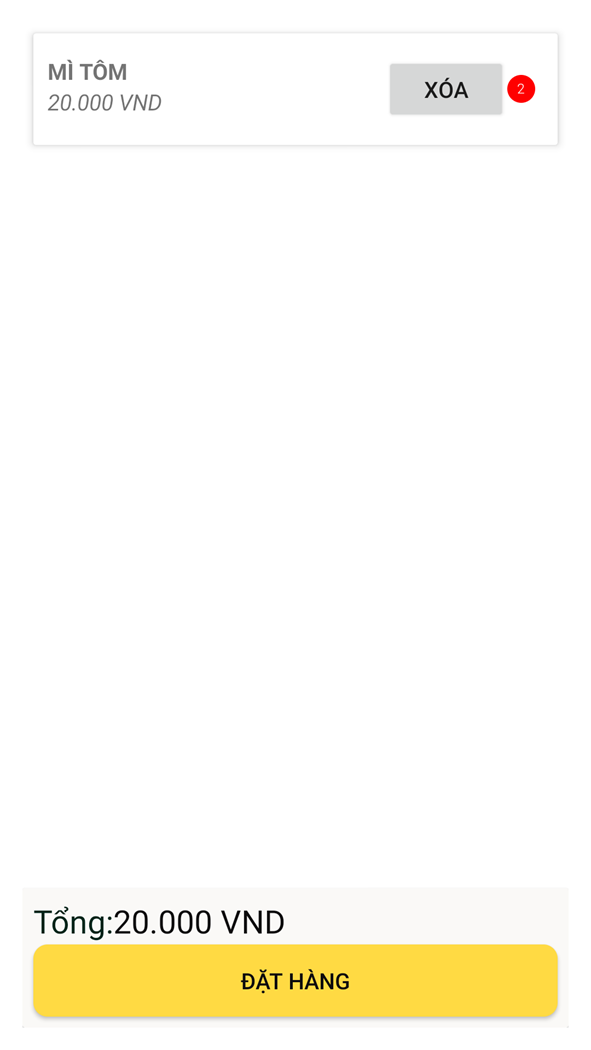 MÌ TÔM
20.000 VND
XÓA
2
Tổng:20.000 VND
ĐẶT HÀNG